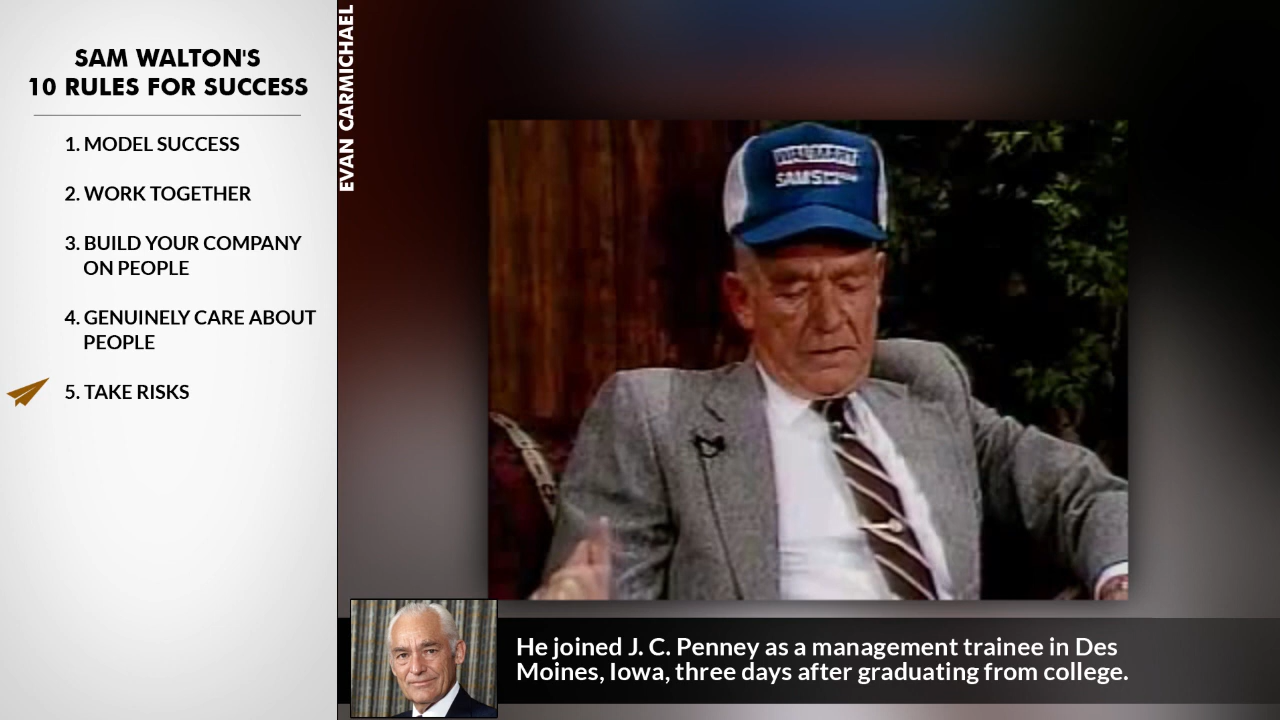 SAM WALTON'S
10 RULES FOR SUCCESS
1. MODEL SUCCESS
2. WORK TOGETHER
3. BUILD YOUR COMPANY
ON PEOPLE
4. GENUINELY CARE ABOUT
PEOPLE
5. TAKE RISKS
EVAN CARMICHAEL
WALMART
SAM'S
He joined J. C. Penney as a management trainee in Des
Moines, Iowa, three days after graduating from college.